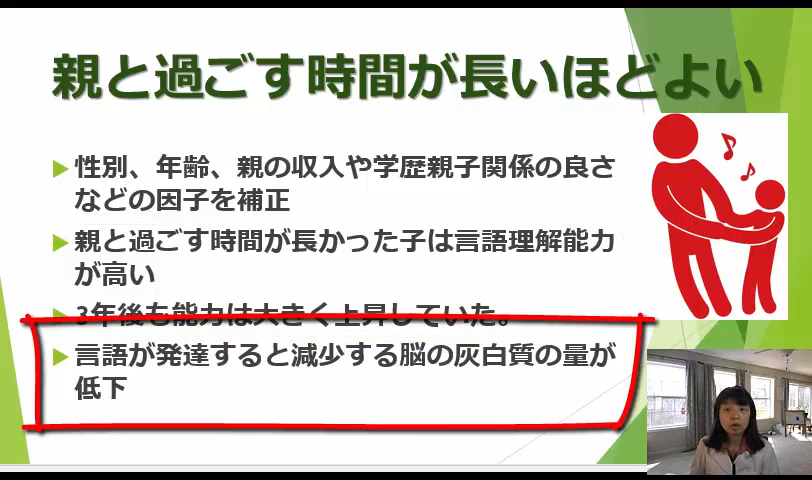 親と過ごす時間が長いほどよい
性別、年齢、親の収入や学歴親子関係の良さ
などの因子を補正
親と過ごす時間が長かった子は言語理解能力
が高い
3年後も能力は大きく上昇していた。
言語が発達すると減少する脳の灰白質の量が
低下